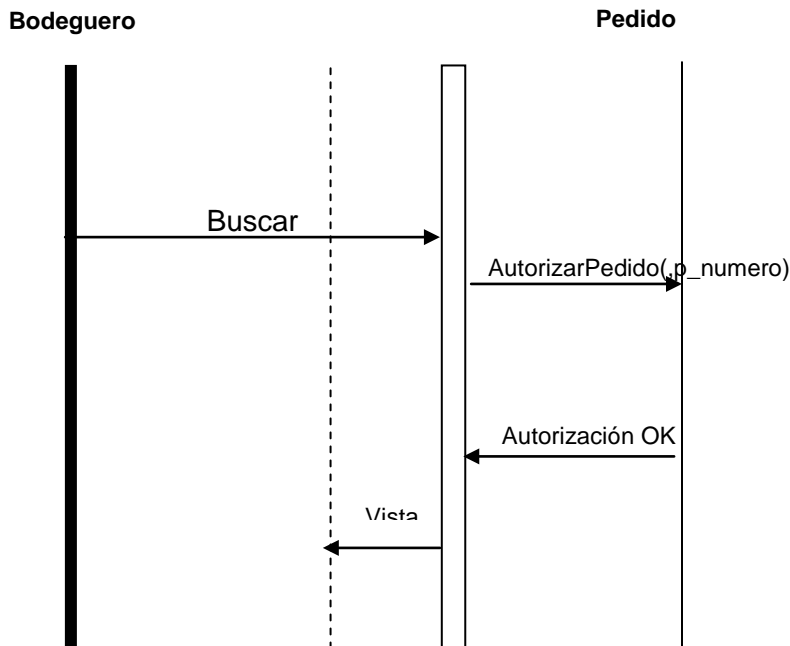 Bodeguero
Pedido
Buscar
AutorizarPedido(,p_numero)
Autorización OK
Vista